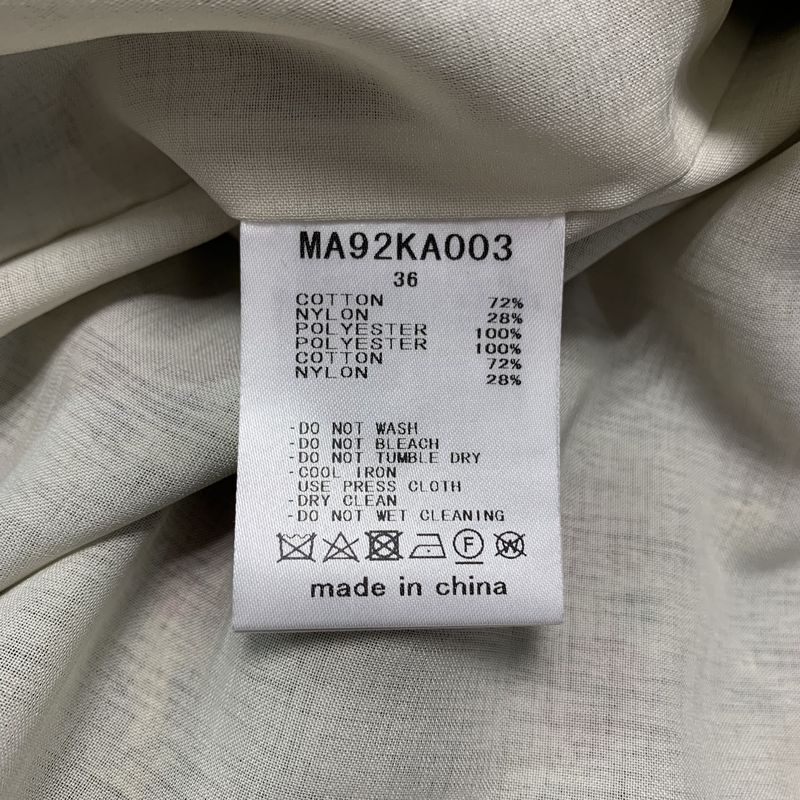 MA92KA003
36
COTTON 72%
NYLON 28%
POLYESTER 100%
POLYESTER 100%
COTTON 72%
NYLON 28%
-DO NOT WASH
-DO NOT BLEACH
-DO NOT TUMBLE DRY
-COOL IRON
USE PRESS CLOTH
-DRY CLEAN
-DO NOT WET CLEANING
F W
made in china